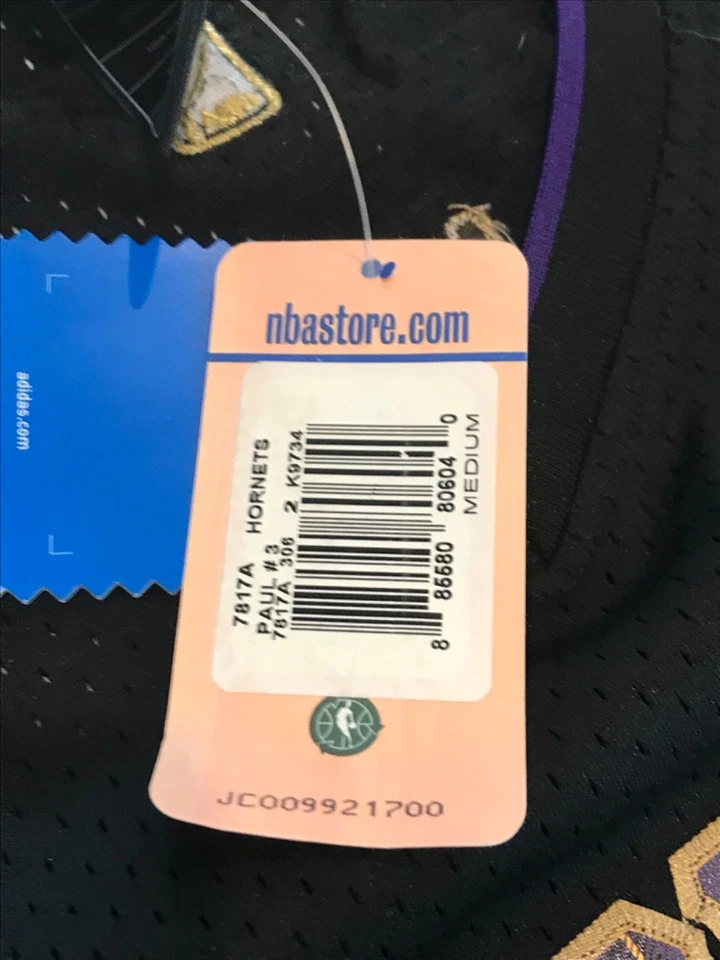 nbastore.com
7817A HORNETS
PAUL #3
7817A 306 2 K9734
8 85580 80604 0
MEDIUM
JC009921700
adidas.com